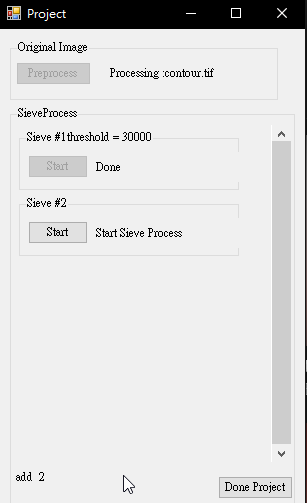 Project
Original Image
Preprocess Processing :contour.tif
SieveProcess
Sieve #1threshold = 30000
Start Done
Sieve #2
Start Start Sieve Process
add 2
Done Project